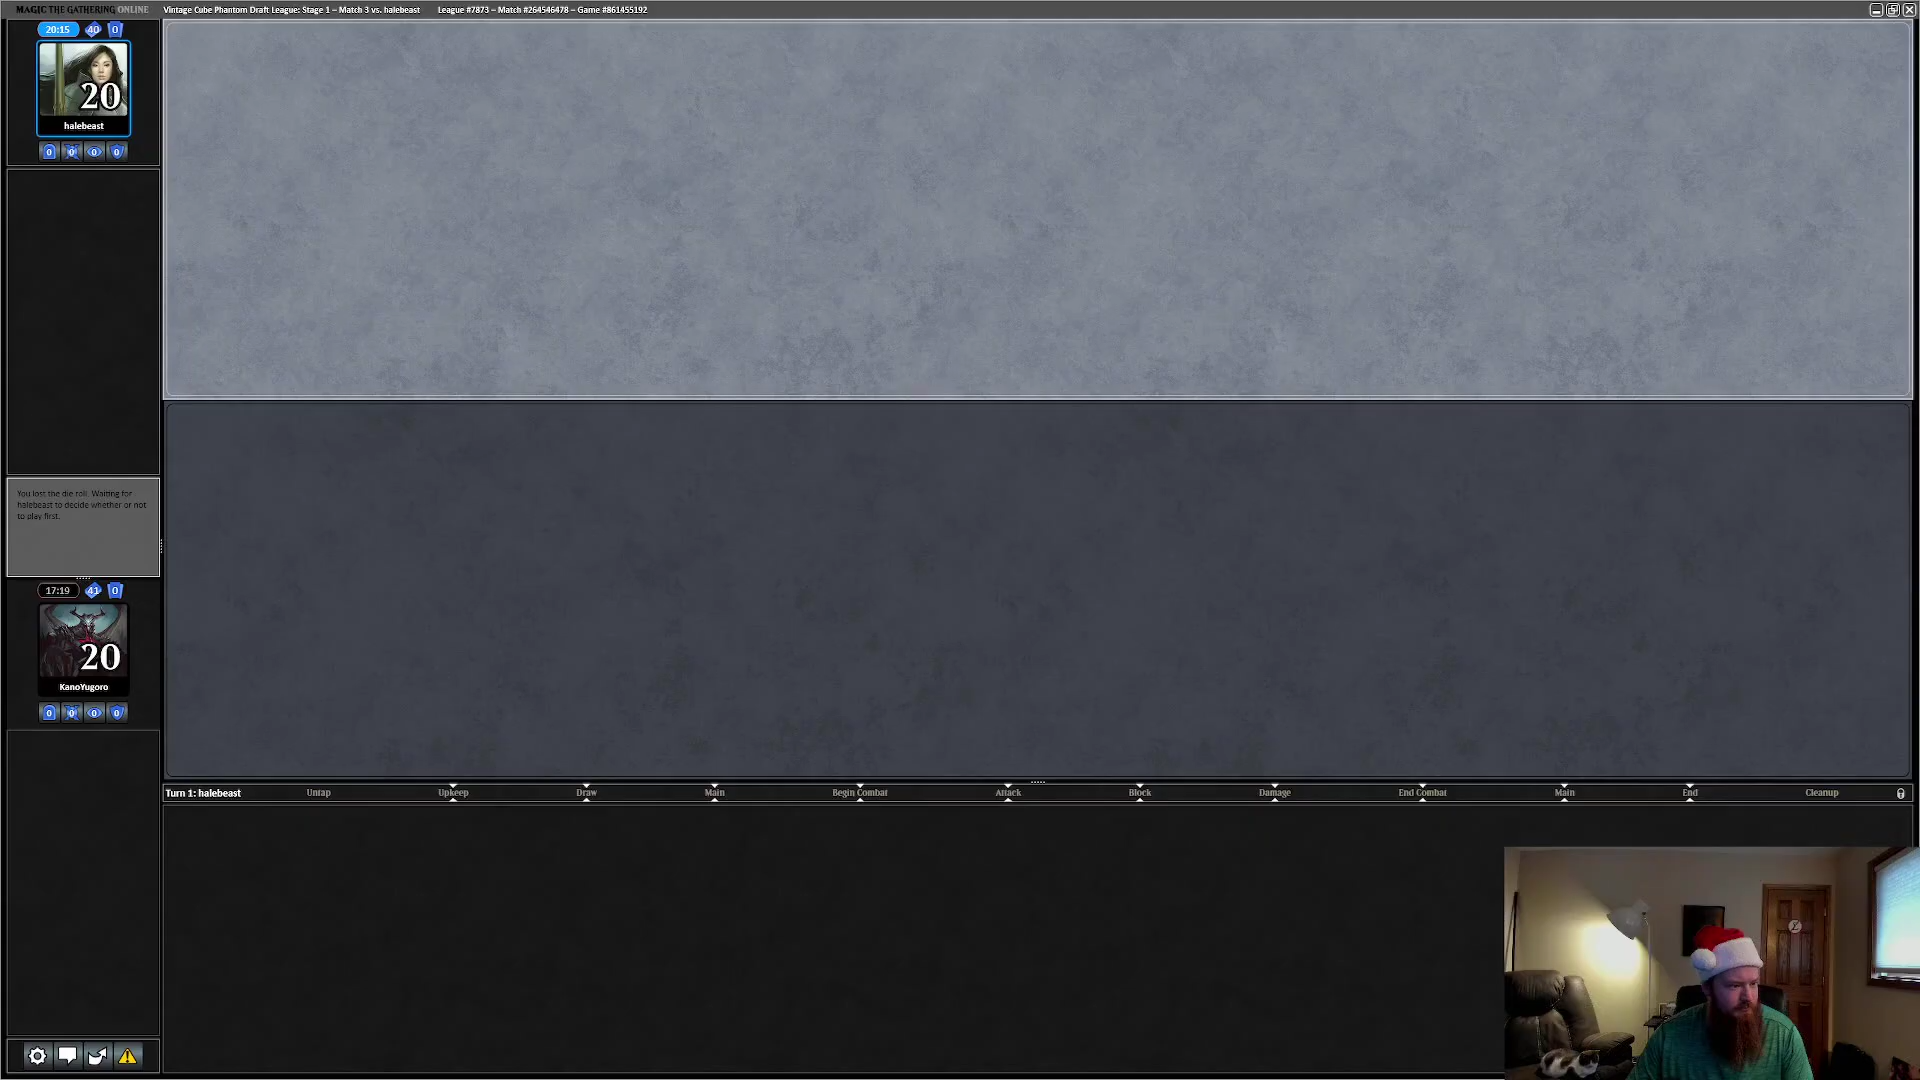 MAGIC THE GATHERING ONLINE
Vintage Cube Phantom Draft League: Stage 1 – Match 3 vs. halebeast
League #7873 – Match #264546478 – Game #861455192
20:15
40
0
20
halebeast
0 0 0 0
You lost the die roll. Waiting for
halebeast to decide whether or not
to play first.
17:19
41
0
20
KanoYugoro
0 0 0 0
Turn 1: halebeast
Untap
Upkeep
Draw
Main
Begin Combat
Attack
Block
Damage
End Combat
Main
End
Cleanup